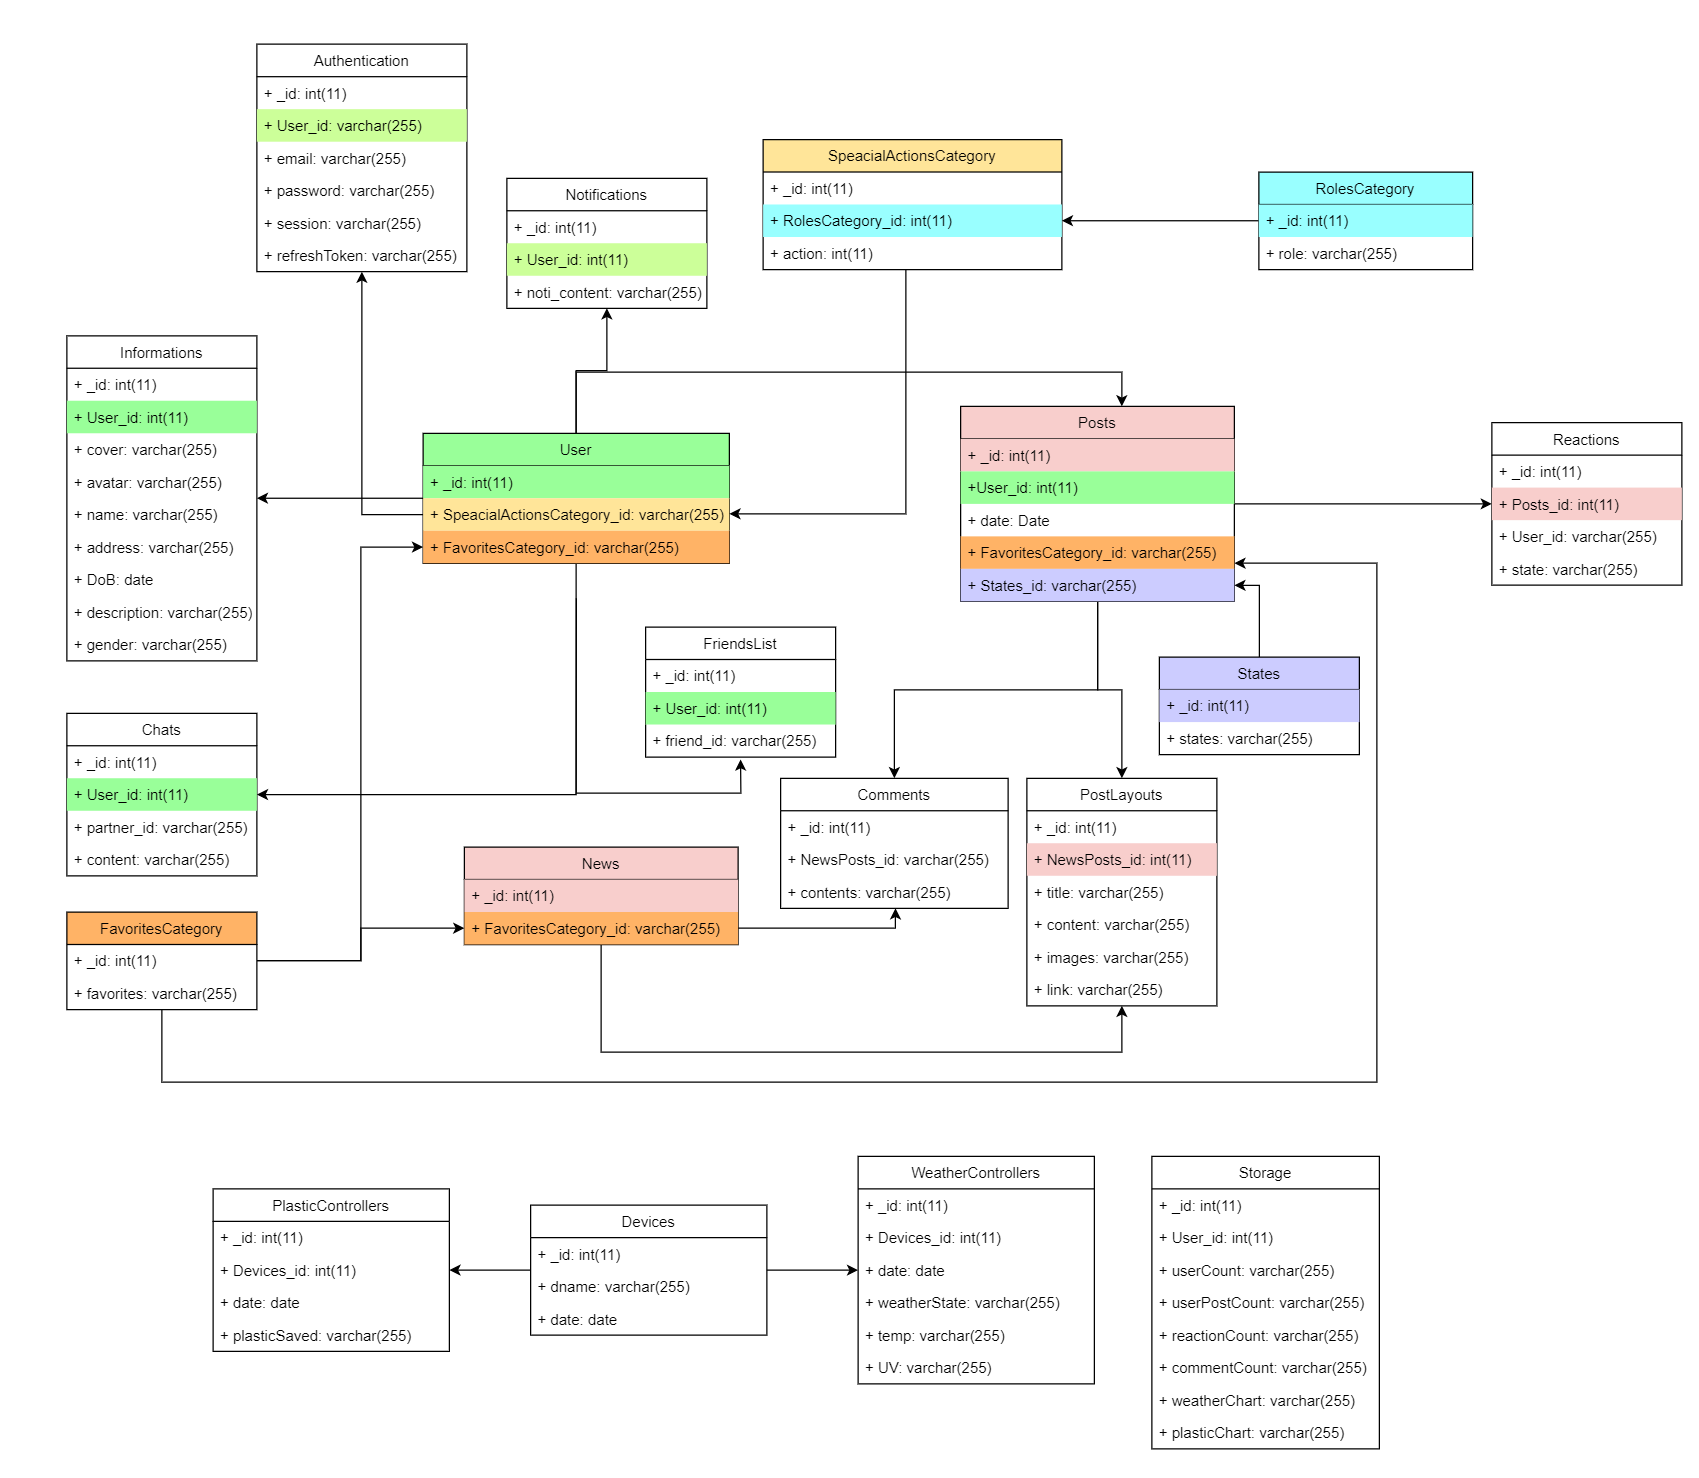 Authentication
+ _id: int(11)
+ User_id: varchar(255)
+ email: varchar(255)
+ password: varchar(255)
+ session: varchar(255)
+ refreshToken: varchar(255)
Notifications
+ _id: int(11)
+ User_id: int(11)
+ noti_content: varchar(255)
SpeacialActionsCategory
+ _id: int(11)
+ RolesCategory_id: int(11)
+ action: int(11)
RolesCategory
+ _id: int(11)
+ role: varchar(255)
Informations
+ _id: int(11)
+ User_id: int(11)
+ cover: varchar(255)
+ avatar: varchar(255)
+ name: varchar(255)
+ address: varchar(255)
+ DoB: date
+ description: varchar(255)
+ gender: varchar(255)
User
+ _id: int(11)
+ SpeacialActionsCategory_id: varchar(255)
+ FavoritesCategory_id: varchar(255)
Posts
+ _id: int(11)
+User_id: int(11)
+ date: Date
+ FavoritesCategory_id: varchar(255)
+ States_id: varchar(255)
Reactions
+ _id: int(11)
+ Posts_id: int(11)
+ User_id: varchar(255)
+ state: varchar(255)
FriendsList
+ _id: int(11)
+ User_id: int(11)
+ friend_id: varchar(255)
States
+ _id: int(11)
+ states: varchar(255)
Chats
+ _id: int(11)
+ User_id: int(11)
+ partner_id: varchar(255)
+ content: varchar(255)
Comments
+ _id: int(11)
+ NewsPosts_id: varchar(255)
+ contents: varchar(255)
PostLayouts
+ _id: int(11)
+ NewsPosts_id: int(11)
+ title: varchar(255)
+ content: varchar(255)
+ images: varchar(255)
+ link: varchar(255)
News
+ _id: int(11)
+ FavoritesCategory_id: varchar(255)
FavoritesCategory
+ _id: int(11)
+ favorites: varchar(255)
PlasticControllers
+ _id: int(11)
+ Devices_id: int(11)
+ date: date
+ plasticSaved: varchar(255)
Devices
+ _id: int(11)
+ dname: varchar(255)
+ date: date
WeatherControllers
+ _id: int(11)
+ Devices_id: int(11)
+ date: date
+ weatherState: varchar(255)
+ temp: varchar(255)
+ UV: varchar(255)
Storage
+ _id: int(11)
+ User_id: int(11)
+ userCount: varchar(255)
+ userPostCount: varchar(255)
+ reactionCount: varchar(255)
+ commentCount: varchar(255)
+ weatherChart: varchar(255)
+ plasticChart: varchar(255)